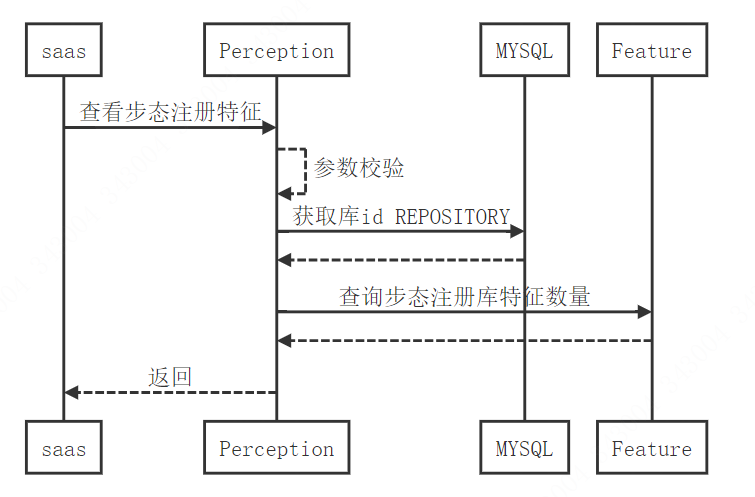 saas
Perception
MYSQL
Feature
查看步态注册特征
参数校验
获取库id REPOSITORY
查询步态注册库特征数量
返回
saas
Perception
MYSQL
Feature